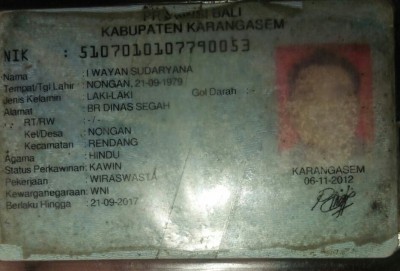 BALI
KABUPATEN KARANGASEM
NIK : 5107010107790053
Nama : I WAYAN SUDARYANA
Tempat/Tgl Lahir : NONGAN, 21-09-1979
Jenis Kelamin : LAKI-LAKI Gol Darah : -
Alamat : BR DINAS SEGAH
RT/RW : -/-
Kel/Desa : NONGAN
Kecamatan : RENDANG
Agama : HINDU
Status Perkawinan : KAWIN
Pekerjaan : WIRASWASTA
Kewarganegaraan : WNI
Berlaku Hingga : 21-09-2017
KARANGASEM
06-11-2012